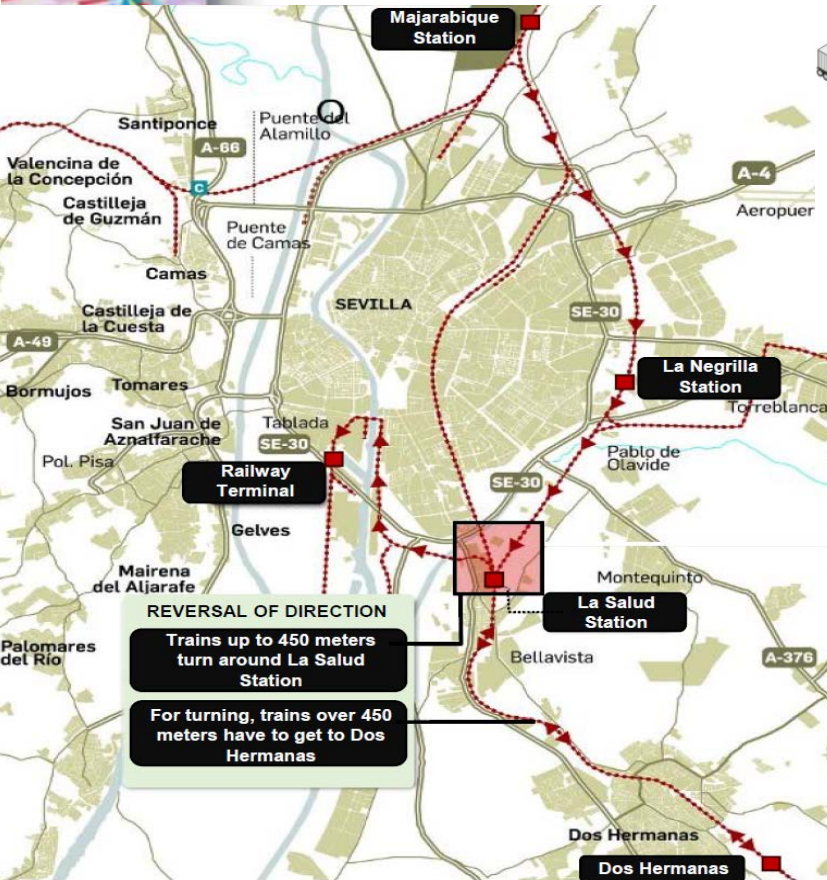 Majarabique
Station
Santiponce
Puente del
Alamillo
A-66
Valencina de
la Concepción
C
A-4
Castilleja
de Guzmán
Aeropuer
Puente
de Camas
Camas
SEVILLA
Castilleja de
la Cuesta
SE-30
A-49
La Negrilla
Station
Bormujos
Tomares
Torreblanca
San Juan de
Aznalfarache
Tablada
SE-30
Pol. Pisa
Pablo de
Olavide
Railway
Terminal
SE-30
Gelves
Mairena
del Aljarafe
Montequinto
REVERSAL OF DIRECTION
La Salud
Station
Trains up to 450 meters
turn around La Salud
Station
Palomares
del Río
Bellavista
A-376
For turning, trains over 450
meters have to get to Dos
Hermanas
Dos Hermanas
Dos Hermanas